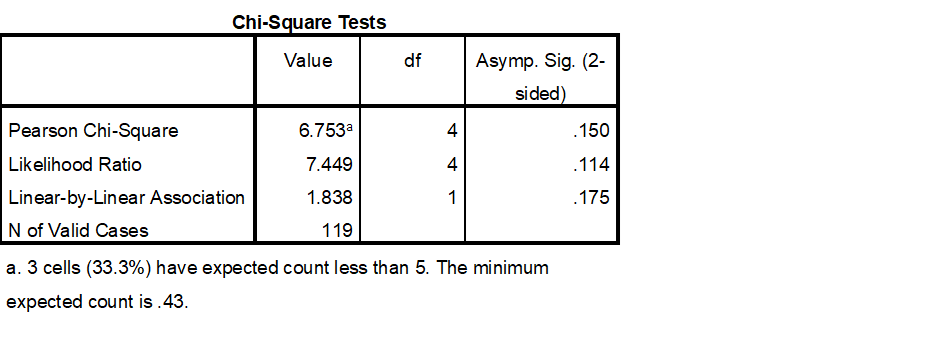 Chi-Square Tests
Value df Asymp. Sig. (2-
sided)
Pearson Chi-Square 6.753ª 4 .150
Likelihood Ratio 7.449 4 .114
Linear-by-Linear Association 1.838 1 .175
N of Valid Cases 119
a. 3 cells (33.3%) have expected count less than 5. The minimum
expected count is .43.